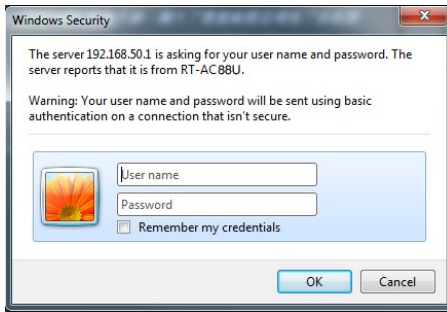 Windows Security
The server 192.168.50.1 is asking for your user name and password. The
server reports that it is from RT-AC88U.
Warning: Your user name and password will be sent using basic
authentication on a connection that isn't secure.
User name
Password
Remember my credentials
OK Cancel